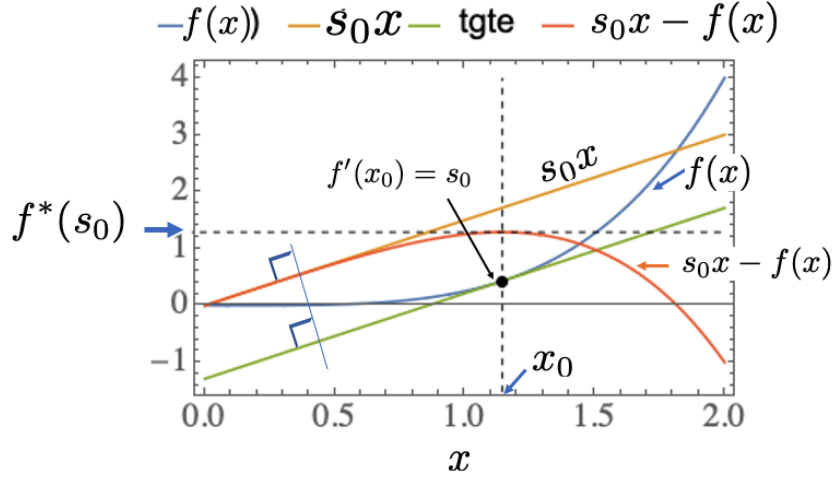 f(x)) s₀x tgte s₀x − f(x)
4
3
2
1
0
−1
s₀x
f′(x₀) = s₀
f(x)
f*(s₀)
s₀x − f(x)
x₀
0.0 0.5 1.0 1.5 2.0
x